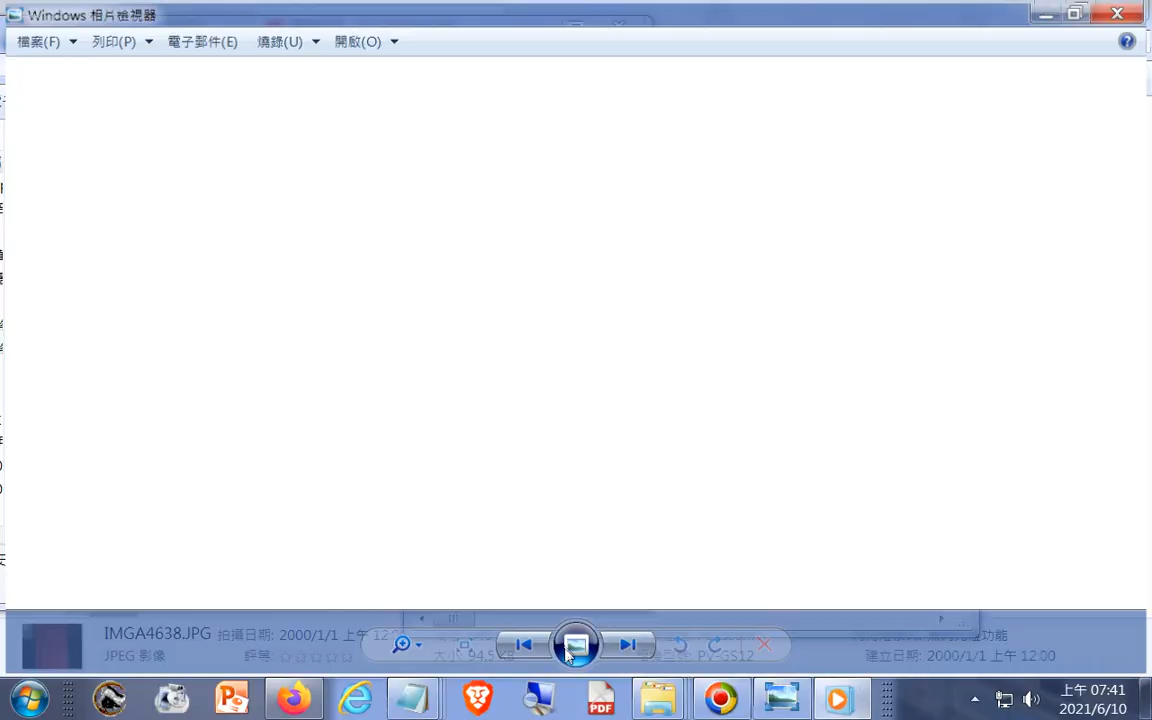 Windows 相片檢視器
檔案(F) 列印(P) 電子郵件(E) 燒錄(U) 開啟(O)
IMGA4638.JPG 拍攝日期: 2000/1/1 上午 12
JPEG 影像 評等: 大小: 94.5 KB PV-GS12 建立日期: 2000/1/1 上午 12:00
PDF
上午 07:41
2021/6/10